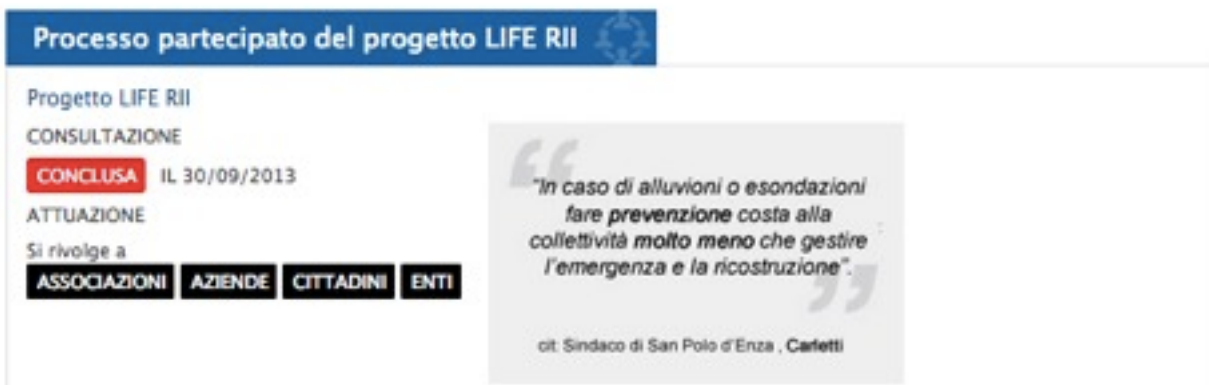 Processo partecipato del progetto LIFE RII
Progetto LIFE RII
CONSULTAZIONE
CONCLUSA IL 30/09/2013
ATTUAZIONE
Si rivolge a
ASSOCIAZIONI AZIENDE CITTADINI ENTI
“
"In caso di alluvioni o esondazioni
fare prevenzione costa alla
collettività molto meno che gestire
l'emergenza e la ricostruzione".
”
cit: Sindaco di San Polo d'Enza , Carletti